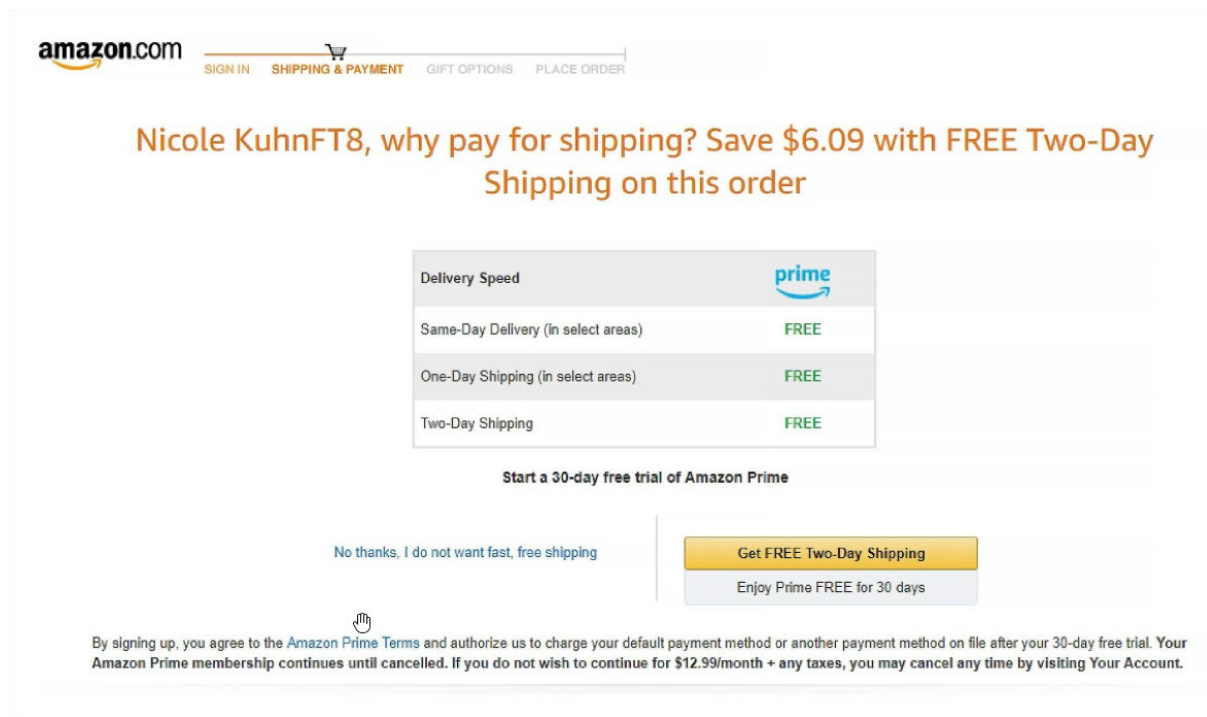 amazon.com
SIGN IN SHIPPING & PAYMENT GIFT OPTIONS PLACE ORDER
Nicole KuhnFT8, why pay for shipping? Save $6.09 with FREE Two-Day
Shipping on this order
Delivery Speed prime
Same-Day Delivery (in select areas) FREE
One-Day Shipping (in select areas) FREE
Two-Day Shipping FREE
Start a 30-day free trial of Amazon Prime
No thanks, I do not want fast, free shipping
Get FREE Two-Day Shipping
Enjoy Prime FREE for 30 days
By signing up, you agree to the Amazon Prime Terms and authorize us to charge your default payment method or another payment method on file after your 30-day free trial. Your
Amazon Prime membership continues until cancelled. If you do not wish to continue for $12.99/month + any taxes, you may cancel any time by visiting Your Account.